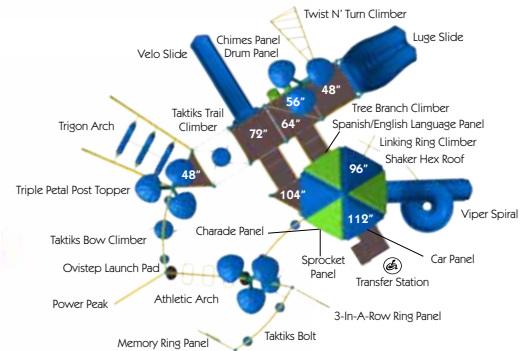 Twist N' Turn Climber
Chimes Panel
Drum Panel
Luge Slide
Velo Slide
48"
56"
Tree Branch Climber
Taktiks Trail
Climber
64"
72"
Spanish/English Language Panel
Trigon Arch
Linking Ring Climber
Shaker Hex Roof
96"
48"
Triple Petal Post Topper
104"
Viper Spiral
112"
Charade Panel
Taktiks Bow Climber
Sprocket
Panel
Car Panel
Ovistep Launch Pad
Transfer Station
Athletic Arch
Power Peak
3-In-A-Row Ring Panel
Taktiks Bolt
Memory Ring Panel